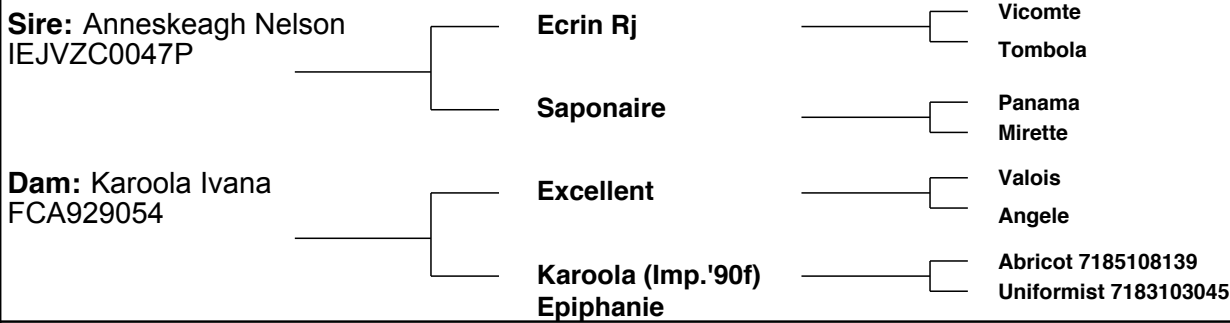 Sire: Anneskeagh Nelson
IEJVZC0047P
Ecrin Rj
Vicomte
Tombola
Saponaire
Panama
Mirette
Dam: Karoola Ivana
FCA929054
Excellent
Valois
Angele
Karoola (Imp.'90f)
Epiphanie
Abricot 7185108139
Uniformist 7183103045